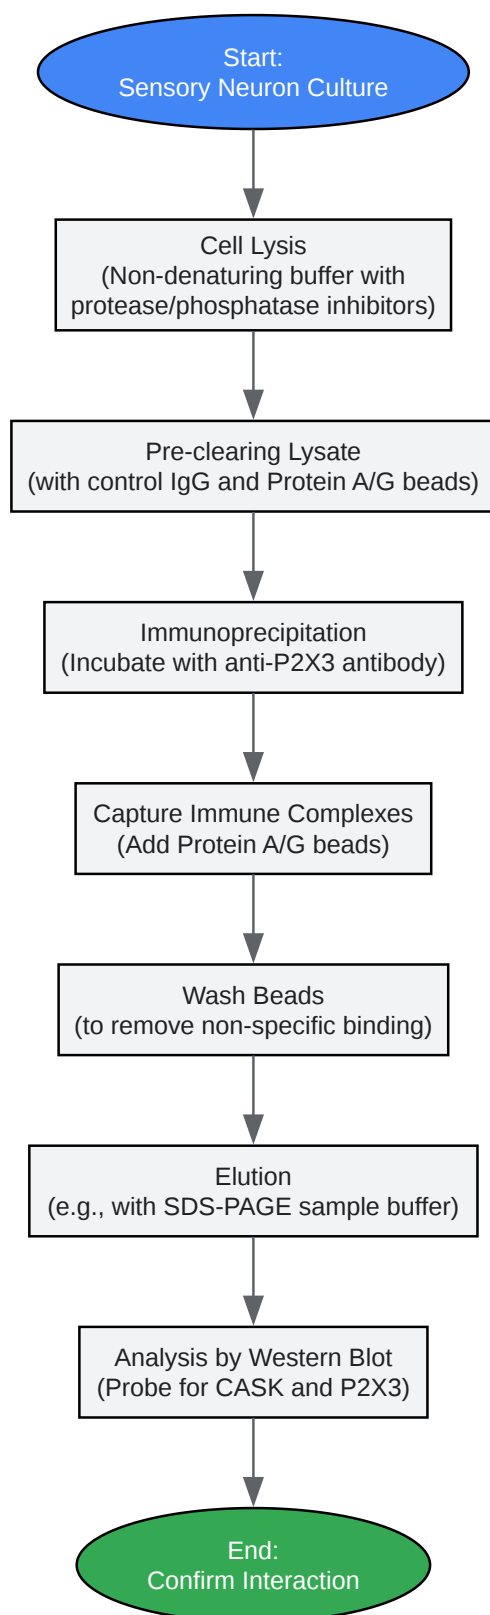 Start:
Sensory Neuron Culture
Cell Lysis
(Non-denaturing buffer with
protease/phosphatase inhibitors)
Pre-clearing Lysate
(with control IgG and Protein A/G beads)
Immunoprecipitation
(Incubate with anti-P2X3 antibody)
Capture Immune Complexes
(Add Protein A/G beads)
Wash Beads
(to remove non-specific binding)
Elution
(e.g., with SDS-PAGE sample buffer)
Analysis by Western Blot
(Probe for CASK and P2X3)
End:
Confirm Interaction